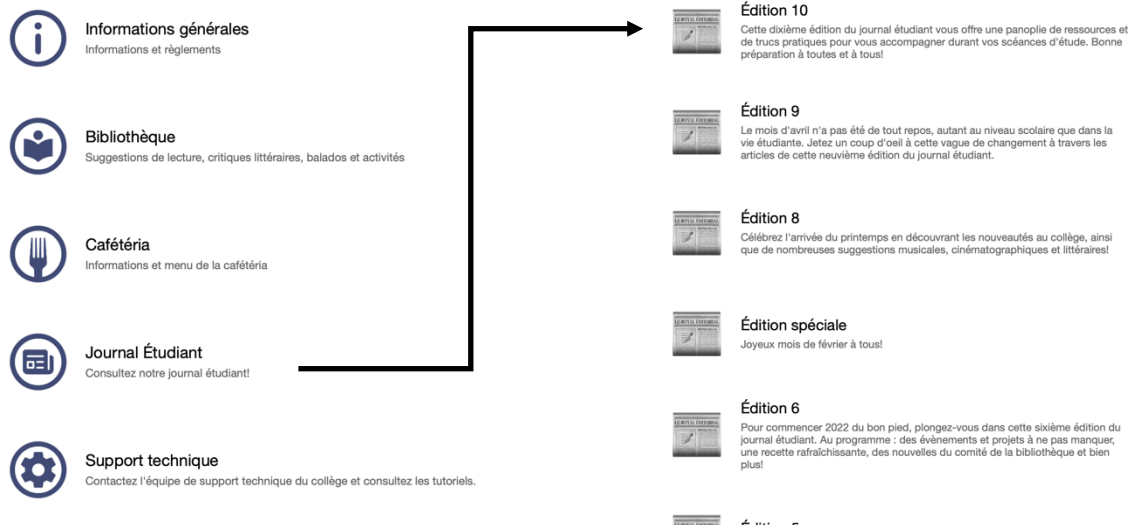 Informations générales
Informations et règlements
Bibliothèque
Suggestions de lecture, critiques littéraires, balados et activités
Cafétéria
Informations et menu de la cafétéria
Journal Étudiant
Consultez notre journal étudiant!
Support technique
Contactez l'équipe de support technique du collège et consultez les tutoriels.
Édition 10
Cette dixième édition du journal étudiant vous offre une panoplie de ressources et
de trucs pratiques pour vous accompagner durant vos scéances d'étude. Bonne
préparation à toutes et à tous!
Édition 9
Le mois d'avril n'a pas été de tout repos, autant au niveau scolaire que dans la
vie étudiante. Jetez un coup d'oeil à cette vague de changement à travers les
articles de cette neuvième édition du journal étudiant.
Édition 8
Célébrez l'arrivée du printemps en découvrant les nouveautés au collège, ainsi
que de nombreuses suggestions musicales, cinématographiques et littéraires!
Édition spéciale
Joyeux mois de février à tous!
Édition 6
Pour commencer 2022 du bon pied, plongez-vous dans cette sixième édition du
journal étudiant. Au programme : des évènements et projets à ne pas manquer,
une recette rafraîchissante, des nouvelles du comité de la bibliothèque et bien
plus!